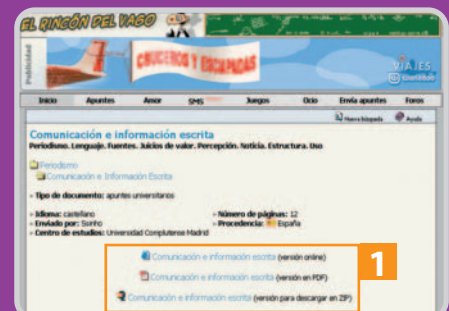 EL RINCÓN DEL VAGO
Publicidad
CRUCEROS Y ESCAPADAS
VIAJES
Inicio Apuntes Amor SMS Juegos Ocio Envía apuntes Foros
Nueva búsqueda Ayuda
Comunicación e información escrita
Periodismo. Lenguaje. Fuentes. Juicios de valor. Percepción. Noticia. Estructura. Uso
Periodismo
Comunicación e Información Escrita
Tipo de documento: apuntes universitarios
Idioma: castellano Número de páginas: 12
Enviado por: Ssinho Procedencia: España
Centro de estudios: Universidad Complutense Madrid
Comunicación e información escrita (versión online)
1
Comunicación e información escrita (versión en PDF)
Comunicación e información escrita (versión para descargar en ZIP)